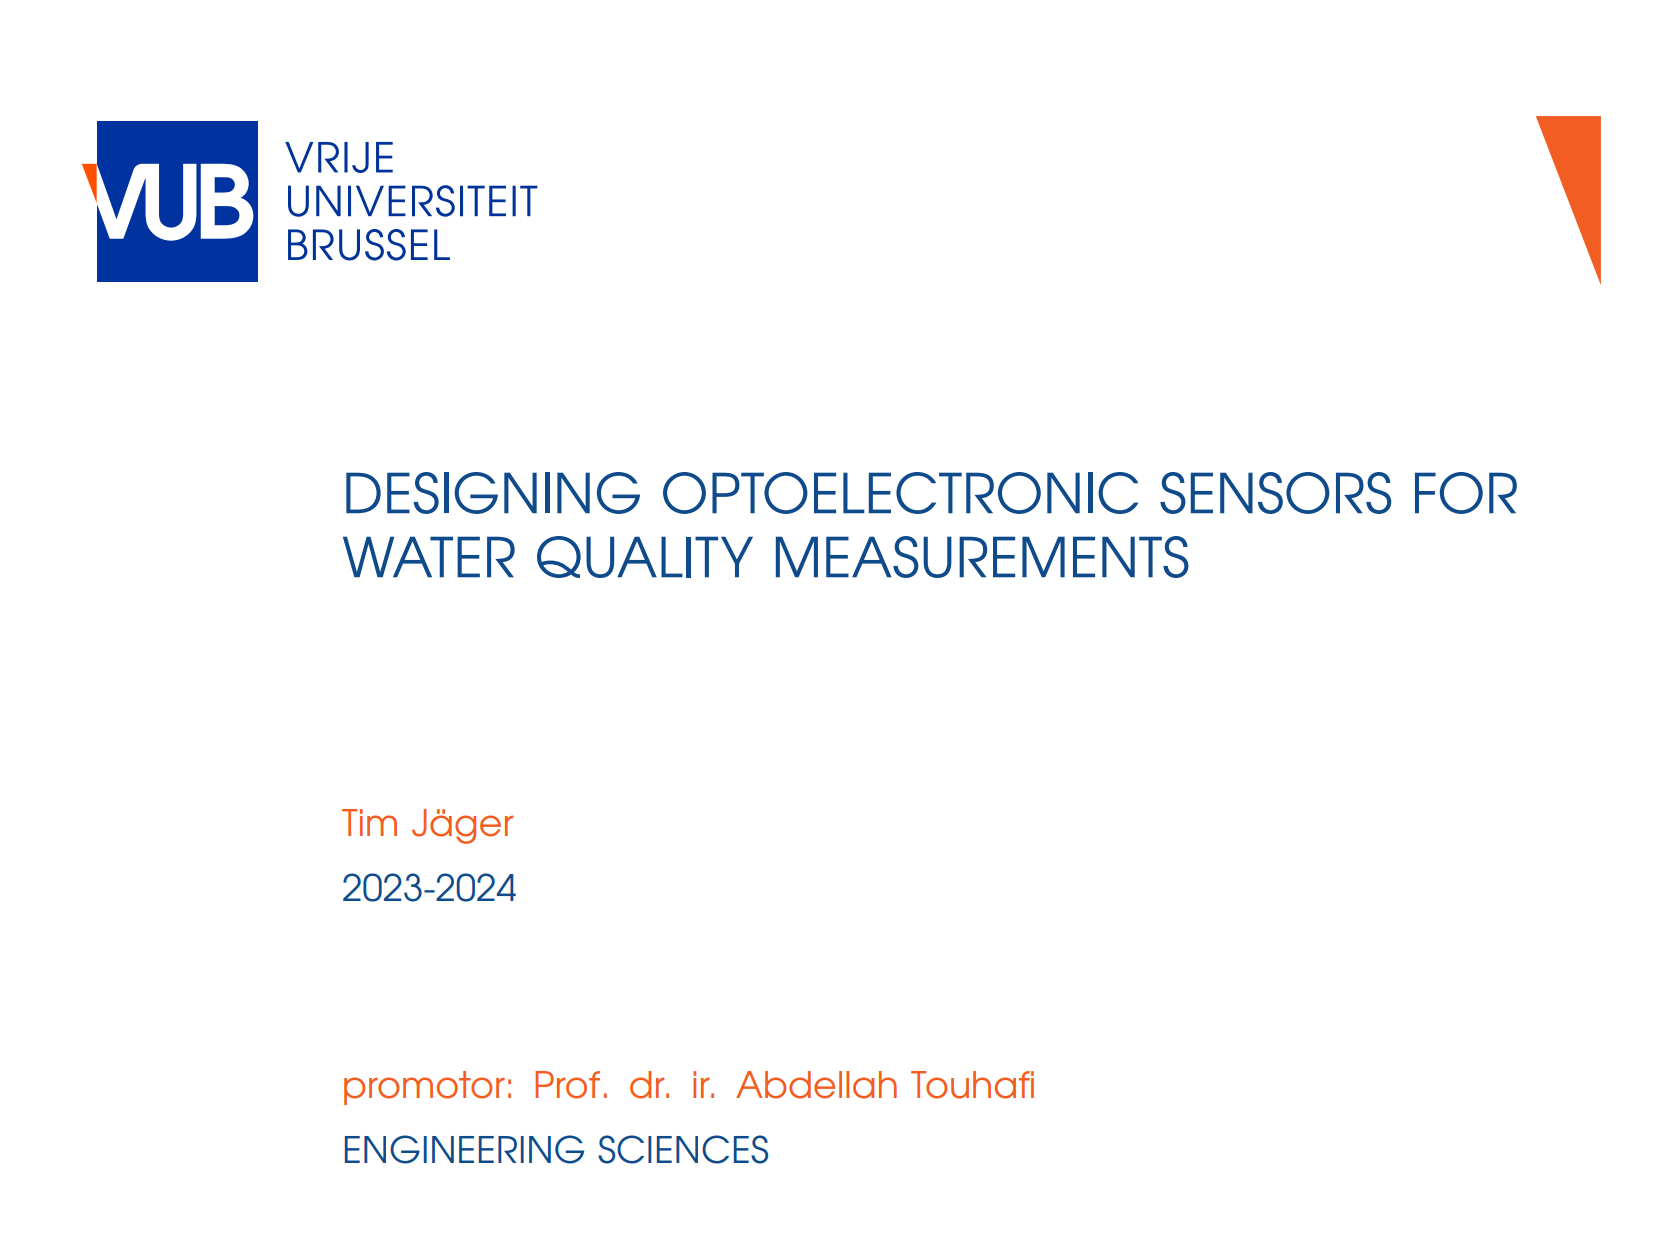 VUB
VRIJE
UNIVERSITEIT
BRUSSEL
DESIGNING OPTOELECTRONIC SENSORS FOR
WATER QUALITY MEASUREMENTS
Tim Jäger
2023-2024
promotor: Prof. dr. ir. Abdellah Touhafi
ENGINEERING SCIENCES